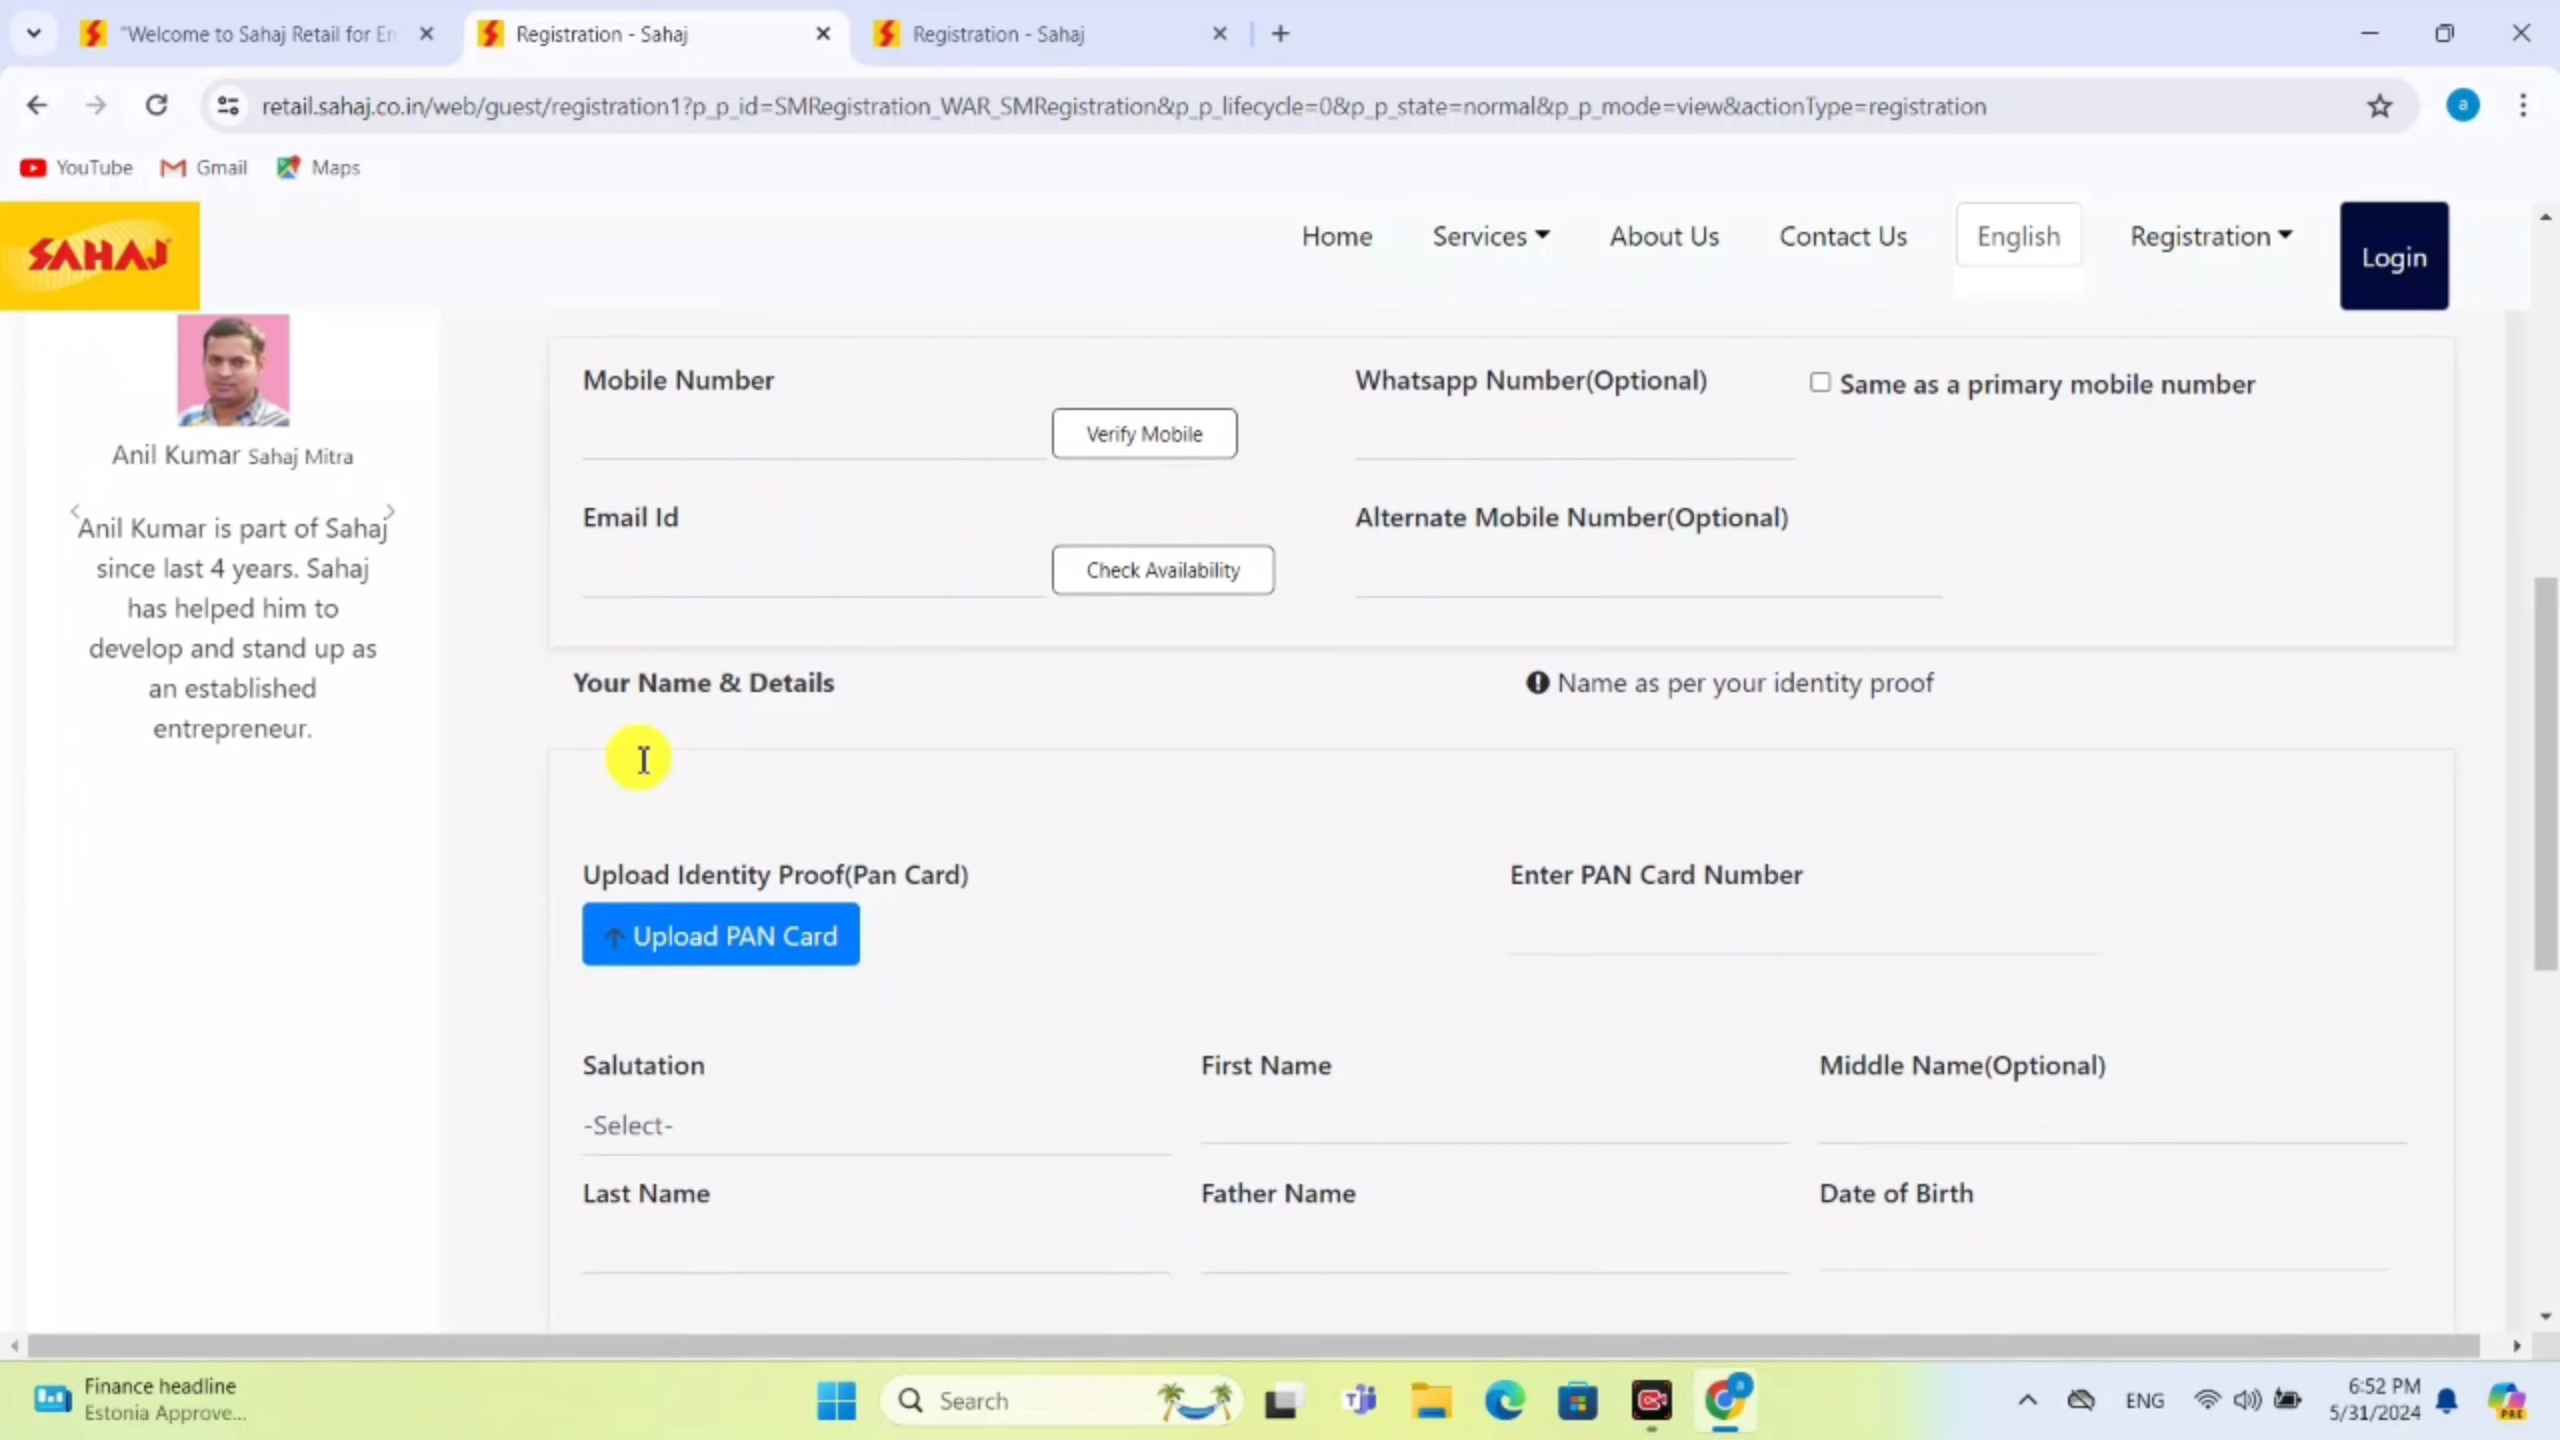 "Welcome to Sahaj Retail for En
Registration - Sahaj
Registration - Sahaj
retail.sahaj.co.in/web/guest/registration1?p_p_id=SMRegistration_WAR_SMRegistration&p_p_lifecycle=0&p_p_state=normal&p_p_mode=view&actionType=registration
a
YouTube
Gmail
Maps
SAHAJ
Home
Services
About Us
Contact Us
English
Registration
Login
Anil Kumar Sahaj Mitra
Anil Kumar is part of Sahaj
since last 4 years. Sahaj
has helped him to
develop and stand up as
an established
entrepreneur.
Mobile Number
Verify Mobile
Whatsapp Number(Optional)
Same as a primary mobile number
Email Id
Check Availability
Alternate Mobile Number(Optional)
Your Name & Details
Name as per your identity proof
Upload Identity Proof(Pan Card)
Upload PAN Card
Enter PAN Card Number
Salutation
First Name
Middle Name(Optional)
-Select-
Last Name
Father Name
Date of Birth
Finance headline
Estonia Approve...
Search
ENG
6:52 PM
5/31/2024
PRE